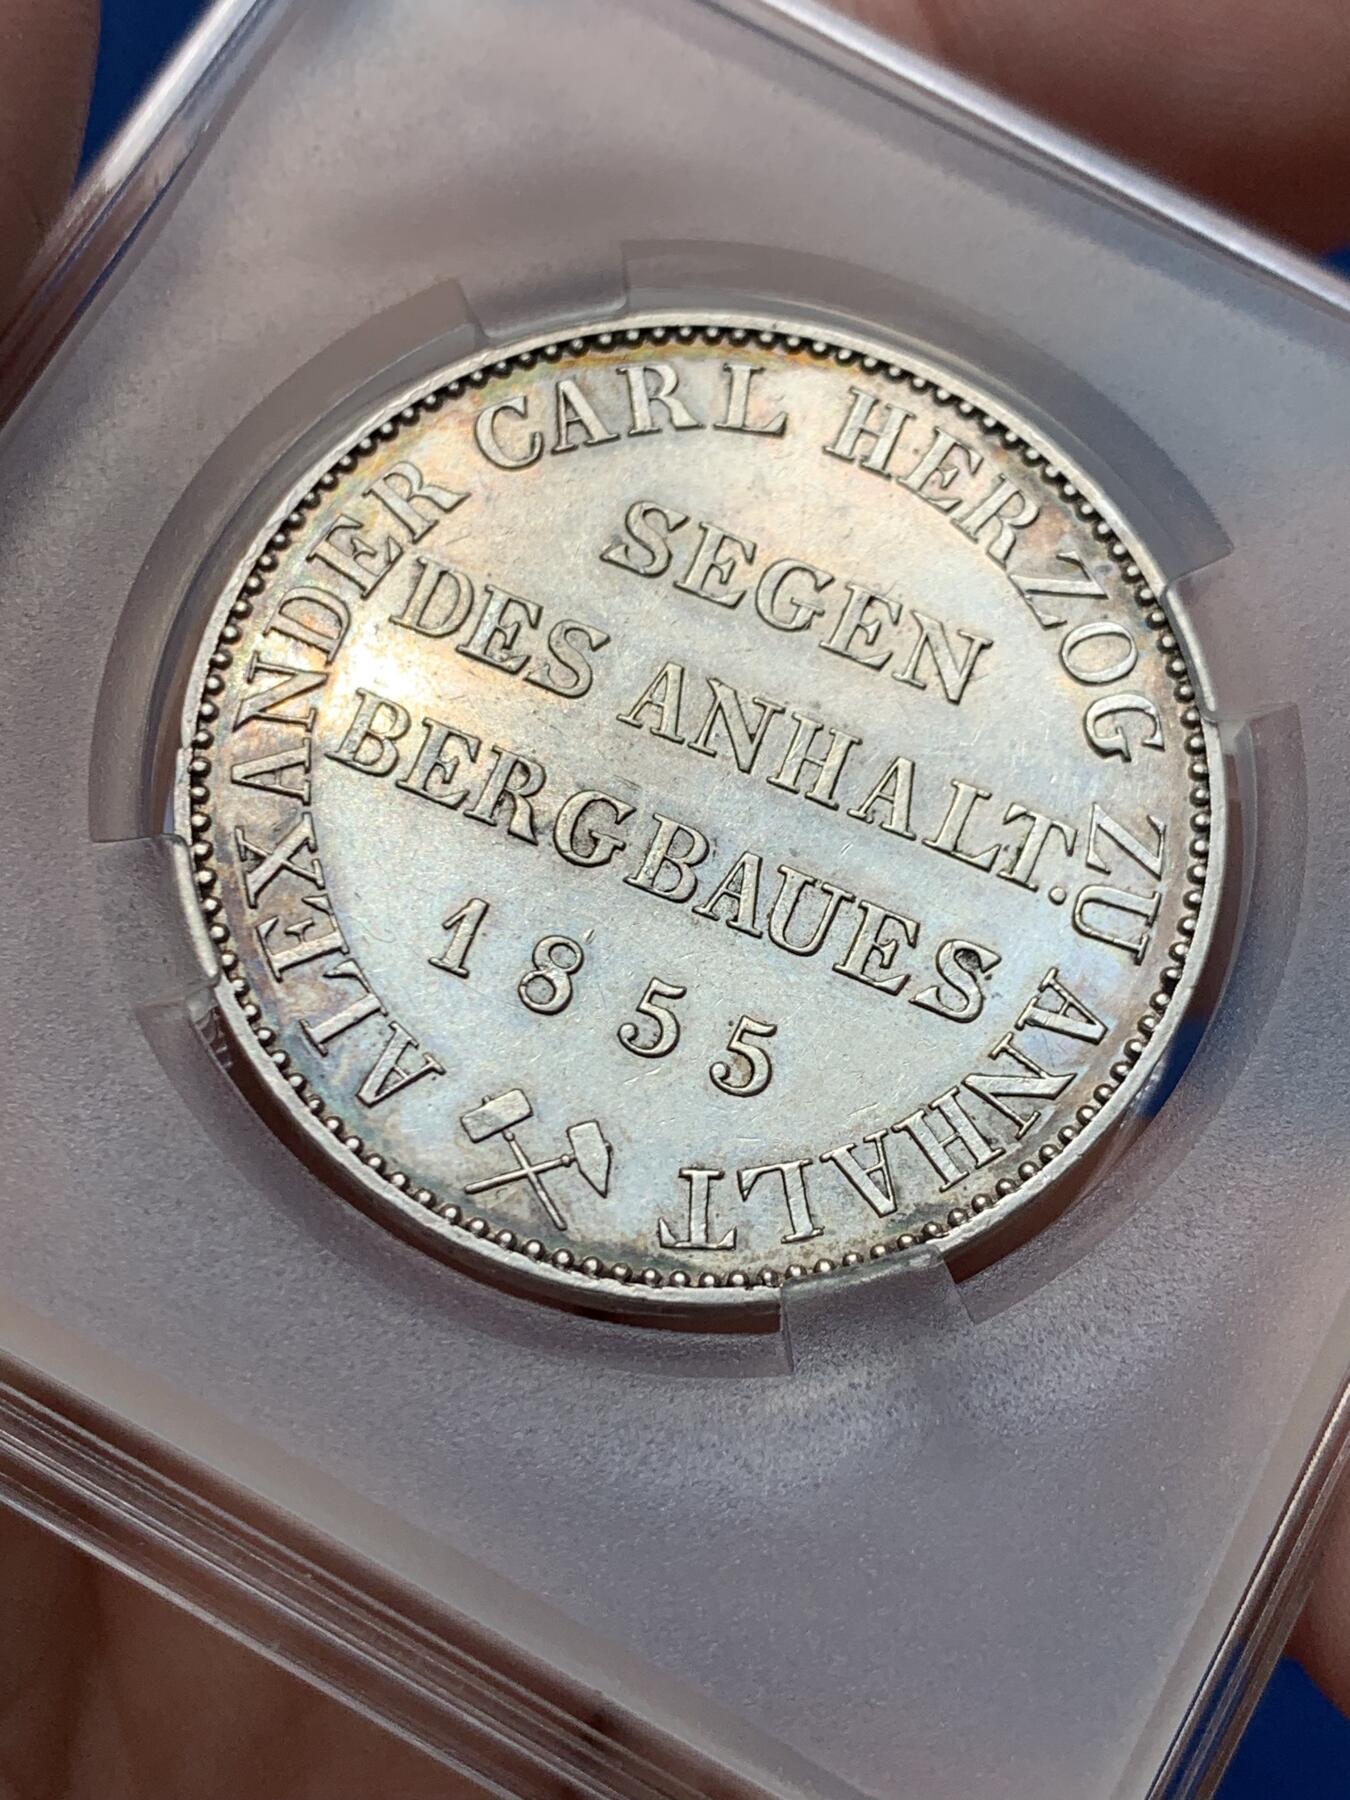 ALEXANDER CARL HERZOG ZU ANHALT
SEGEN
DES ANHALT.
BERGBAUES
1855